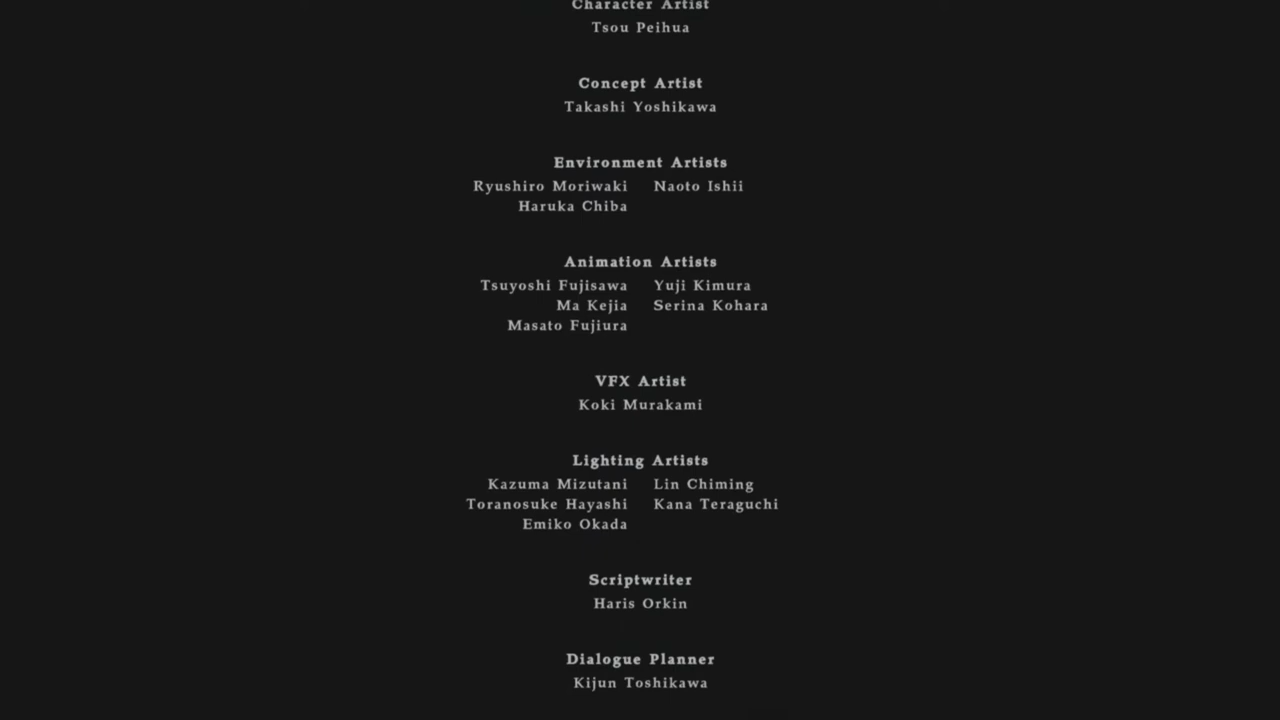 Character Artist
Tsou Peihua
Concept Artist
Takashi Yoshikawa
Environment Artists
Ryushiro Moriwaki Naoto Ishii
Haruka Chiba
Animation Artists
Tsuyoshi Fujisawa Yuji Kimura
Ma Kejia Serina Kohara
Masato Fujiura
VFX Artist
Koki Murakami
Lighting Artists
Kazuma Mizutani Lin Chiming
Toranosuke Hayashi Kana Teraguchi
Emiko Okada
Scriptwriter
Haris Orkin
Dialogue Planner
Kijun Toshikawa